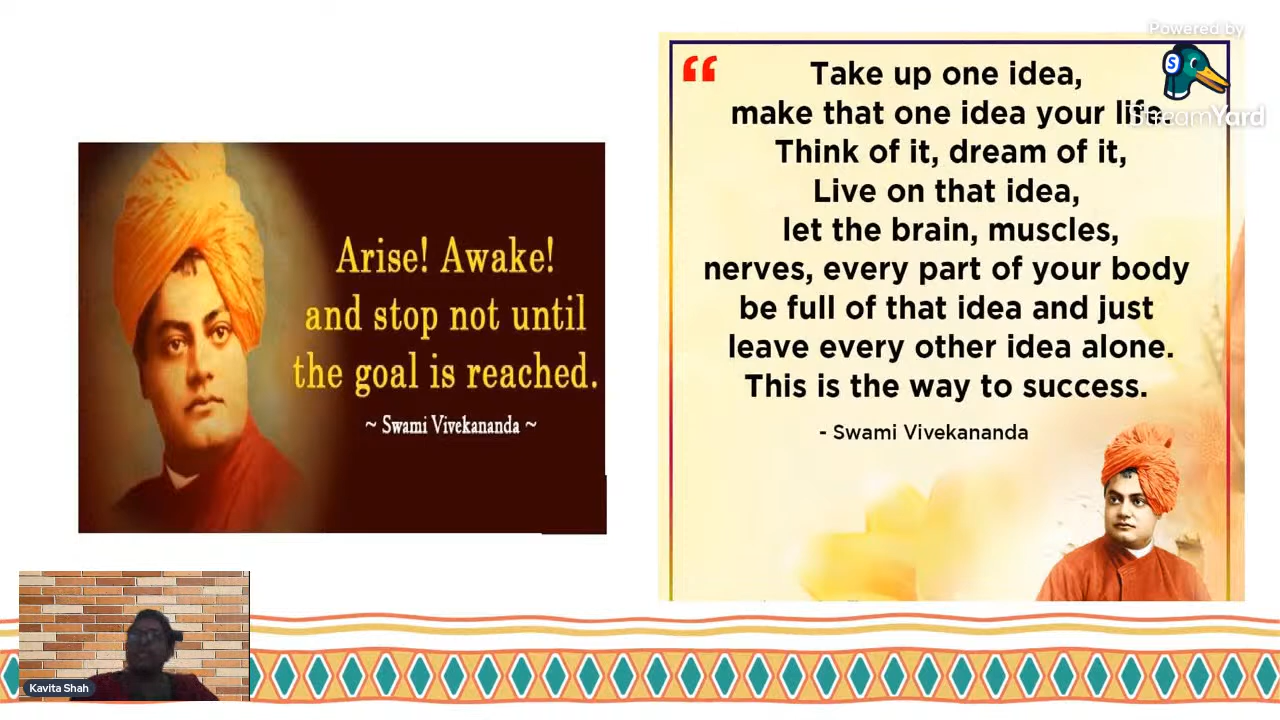 Powered by
StreamYard
Arise! Awake!
and stop not until
the goal is reached.
~ Swami Vivekananda ~
“
Take up one idea,
make that one idea your life.
Think of it, dream of it,
Live on that idea,
let the brain, muscles,
nerves, every part of your body
be full of that idea and just
leave every other idea alone.
This is the way to success.
- Swami Vivekananda
Kavita Shah